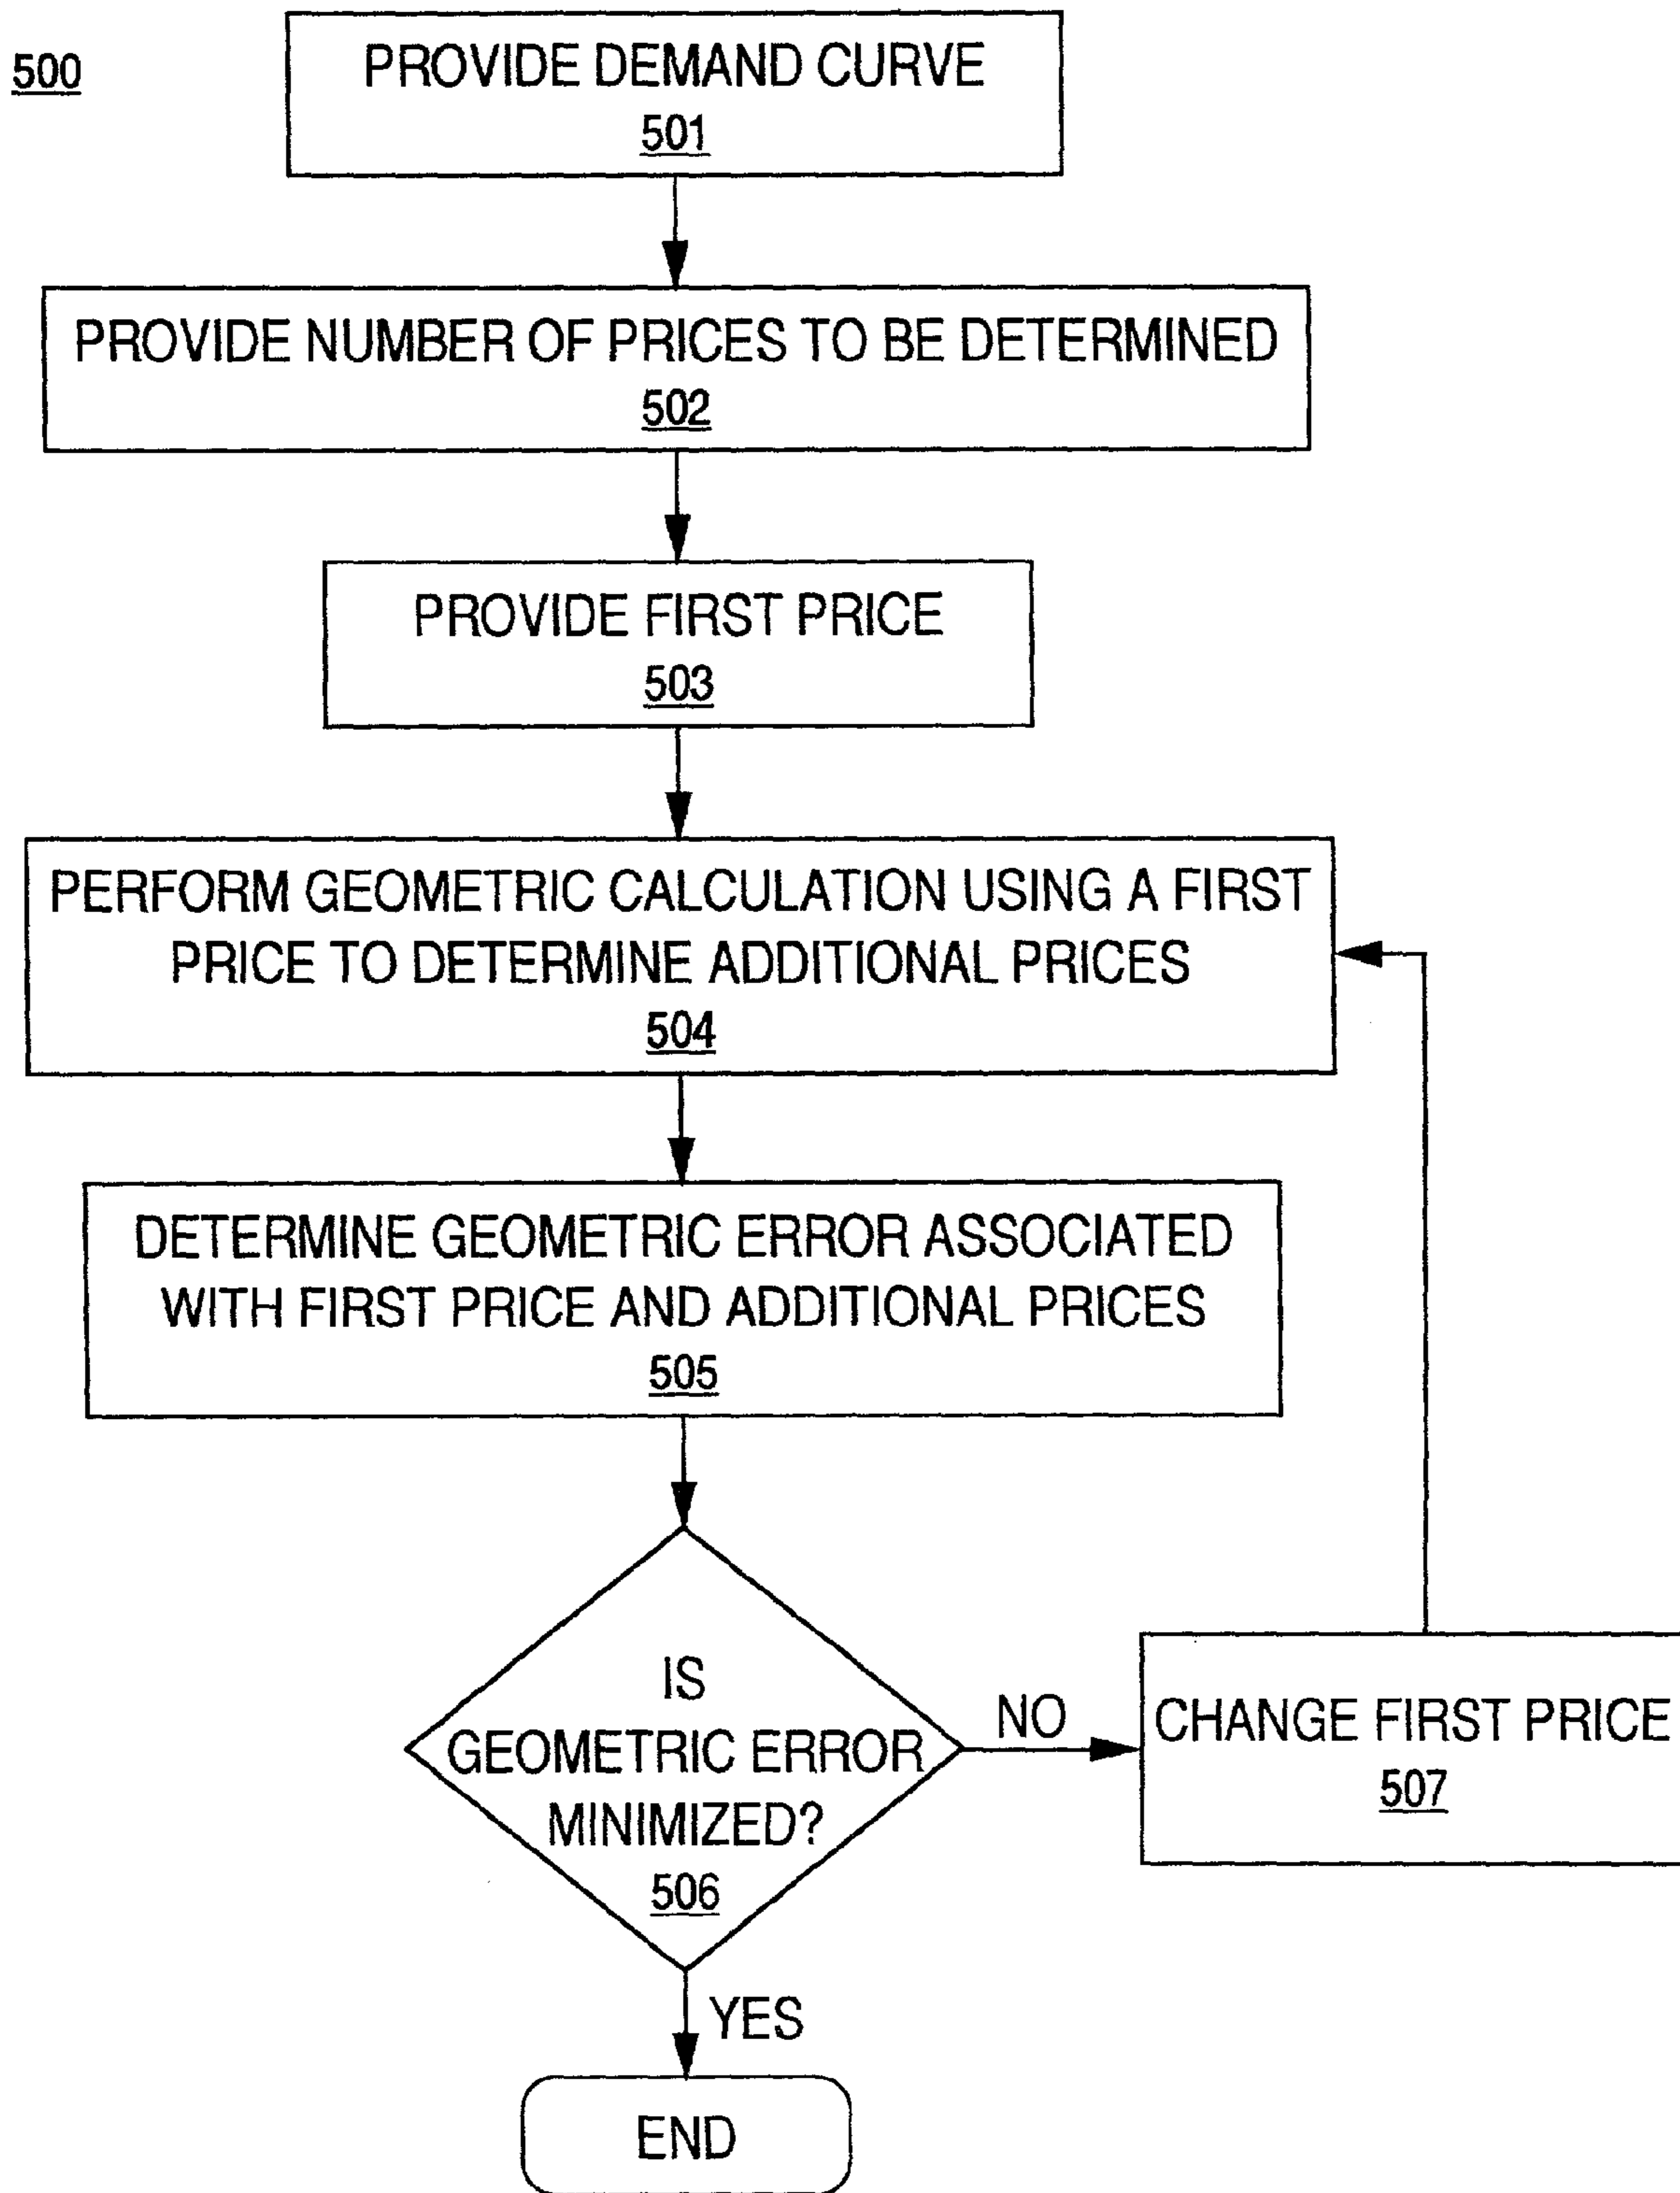 500
PROVIDE DEMAND CURVE
501
PROVIDE NUMBER OF PRICES TO BE DETERMINED
502
PROVIDE FIRST PRICE
503
PERFORM GEOMETRIC CALCULATION USING A FIRST
PRICE TO DETERMINE ADDITIONAL PRICES
504
DETERMINE GEOMETRIC ERROR ASSOCIATED
WITH FIRST PRICE AND ADDITIONAL PRICES
505
IS
GEOMETRIC ERROR
MINIMIZED?
506
NO
CHANGE FIRST PRICE
507
YES
END